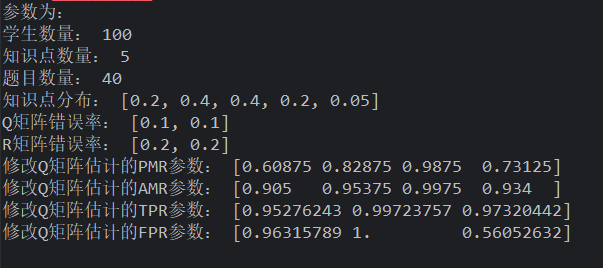 参数为：
学生数量： 100
知识点数量： 5
题目数量： 40
知识点分布： [0.2, 0.4, 0.4, 0.2, 0.05]
Q矩阵错误率： [0.1, 0.1]
R矩阵错误率： [0.2, 0.2]
修改Q矩阵估计的PMR参数： [0.60875 0.82875 0.9875  0.73125]
修改Q矩阵估计的AMR参数： [0.905   0.95375 0.9975  0.934  ]
修改Q矩阵估计的TPR参数： [0.95276243 0.99723757 0.97320442]
修改Q矩阵估计的FPR参数： [0.96315789 1.         0.56052632]